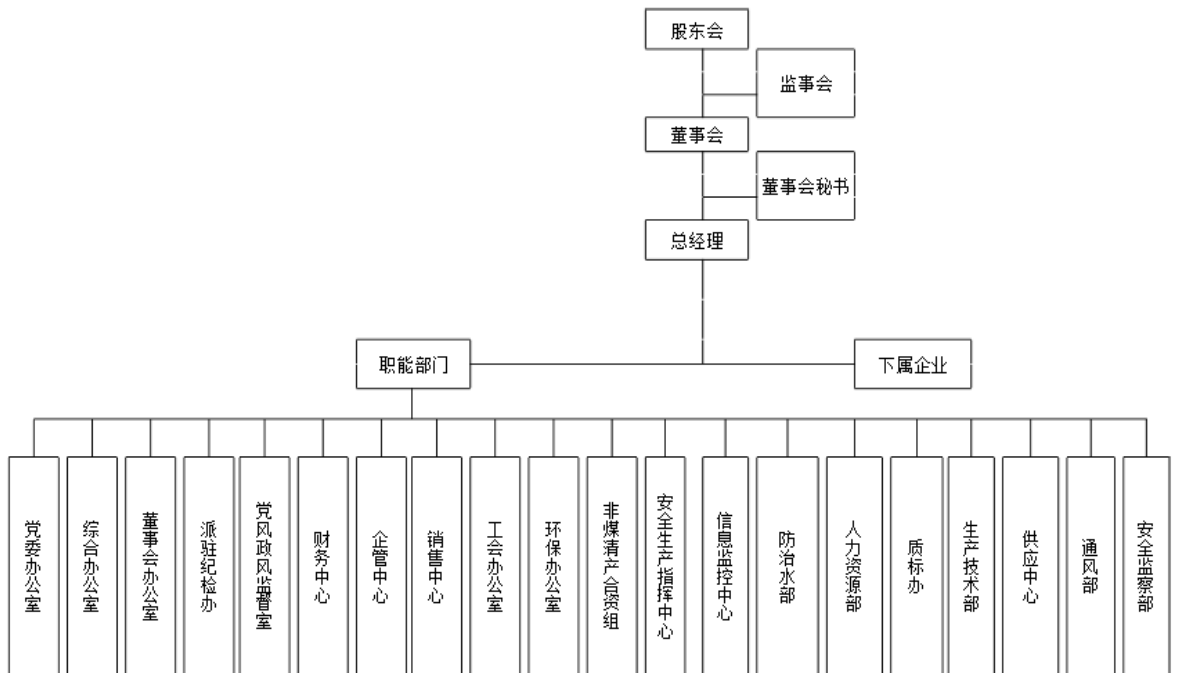 股东会
监事会
董事会
董事会秘书
总经理
职能部门
下属企业
党委办公室
综合办公室
董事会办公室
派驻纪检办
党风政风监督室
财务中心
企管中心
销售中心
工会办公室
环保办公室
非煤清产合资组
安全生产指挥中心
信息监控中心
防治水部
人力资源部
质标办
生产技术部
供应中心
通风部
安全监察部